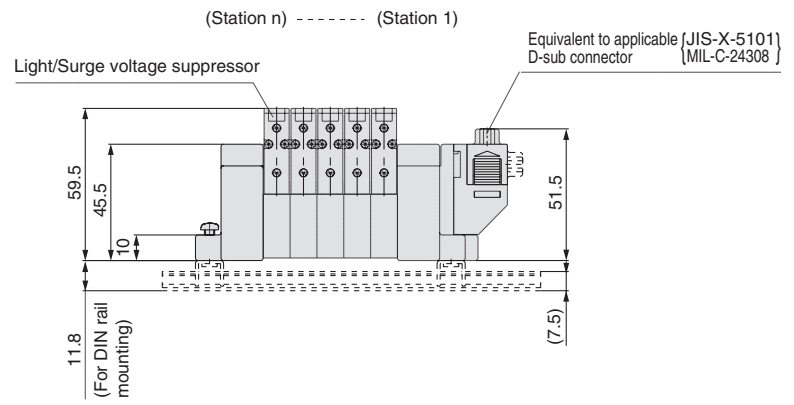 (Station n) ------ (Station 1)
Equivalent to applicable {JIS-X-5101}
D-sub connector {MIL-C-24308}
Light/Surge voltage suppressor
59.5
45.5
10
51.5
11.8
(For DIN rail
mounting)
(7.5)